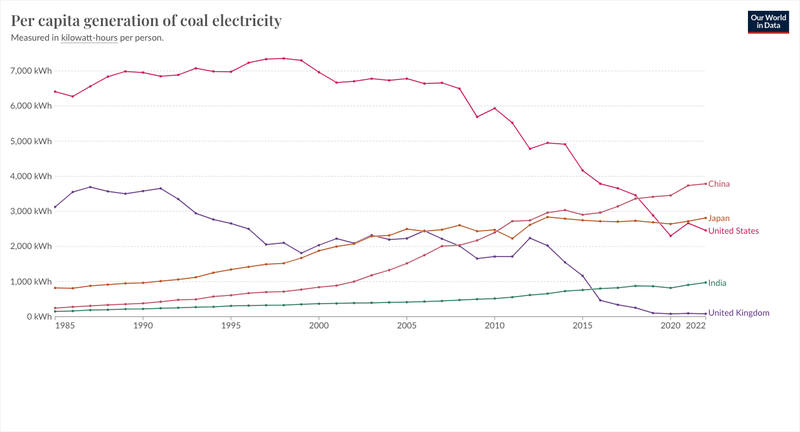 Per capita generation of coal electricity
Measured in kilowatt-hours per person.
Our World
in Data
7,000 kWh
6,000 kWh
5,000 kWh
4,000 kWh
3,000 kWh
2,000 kWh
1,000 kWh
0 kWh
China
Japan
United States
India
United Kingdom
1985
1990
1995
2000
2005
2010
2015
2020
2022